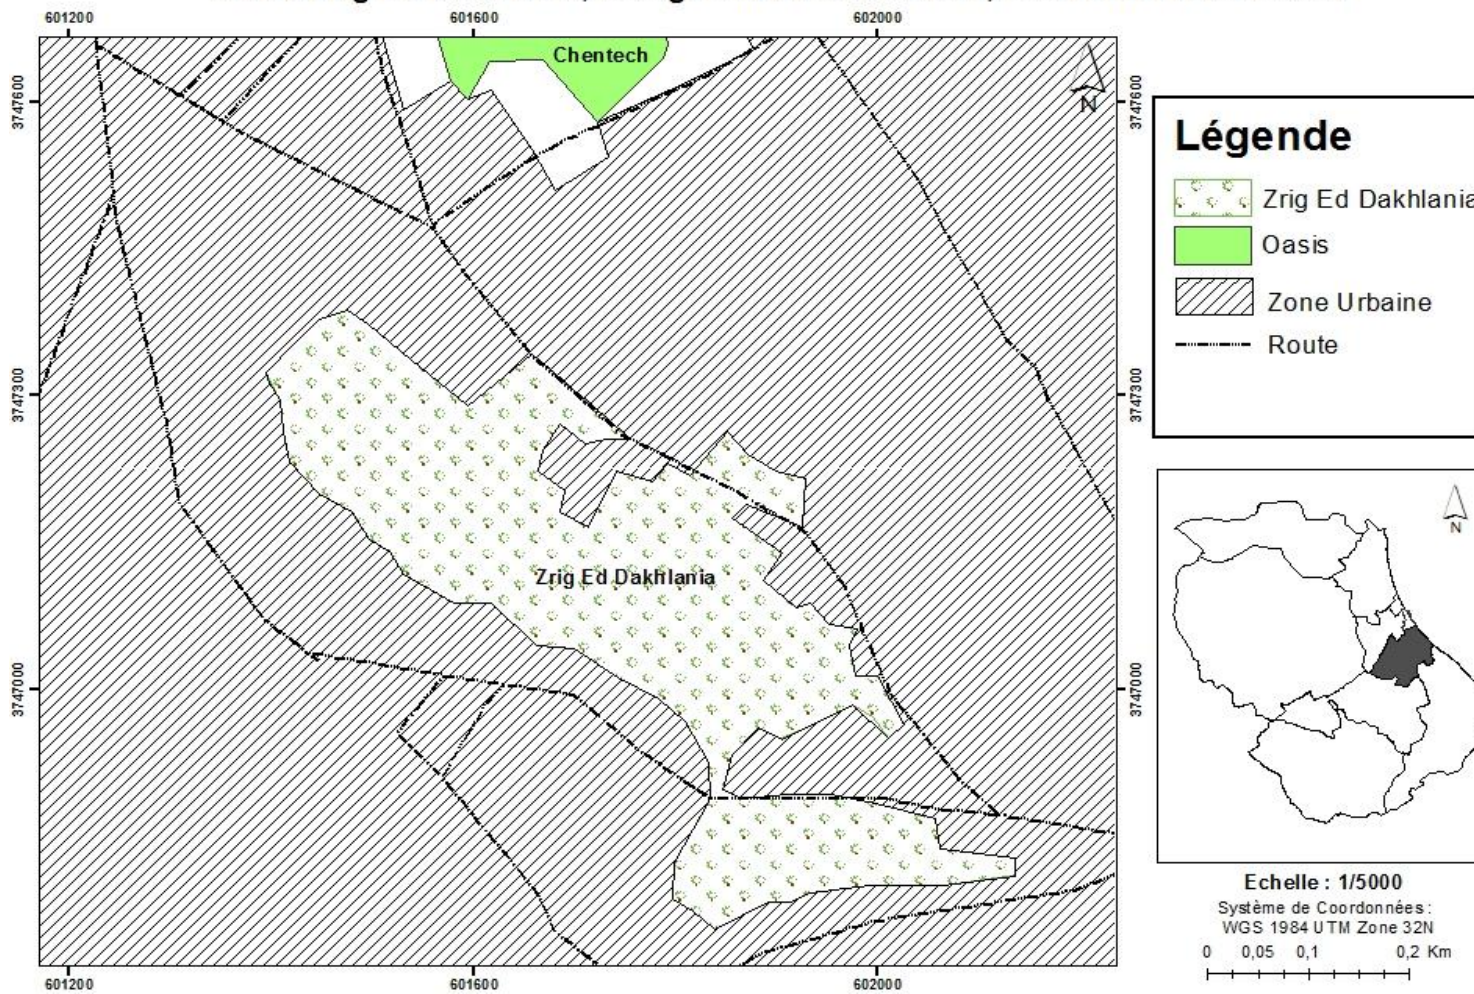 601200
601600
602000
Chentech
N
3747600
3747600
3747300
3747300
Zrig Ed Dakhlania
3747000
3747000
601200
601600
602000
Légende
Zrig Ed Dakhlania
Oasis
Zone Urbaine
Route
N
Echelle : 1/5000
Système de Coordonnées :
WGS 1984 UTM Zone 32N
0 0,05 0,1 0,2 Km